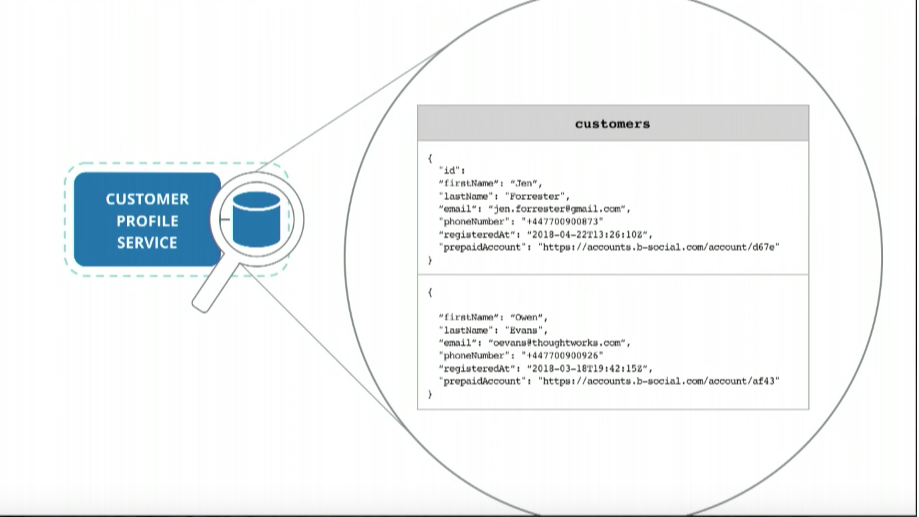 CUSTOMER
PROFILE
SERVICE
customers
{
"id":
"firstName": "Jen",
"lastName": "Forrester",
"email": "jen.forrester@gmail.com",
"phoneNumber": "+447700900873"
"registeredAt": "2018-04-22T13:26:10Z",
"prepaidAccount": "https://accounts.b-social.com/account/d67e"
}
{
"firstName": "Owen",
"lastName": "Evans",
"email": "oevans@thoughtworks.com",
"phoneNumber": "+447700900926"
"registeredAt": "2018-03-18T19:42:15Z",
"prepaidAccount": "https://accounts.b-social.com/account/af43"
}